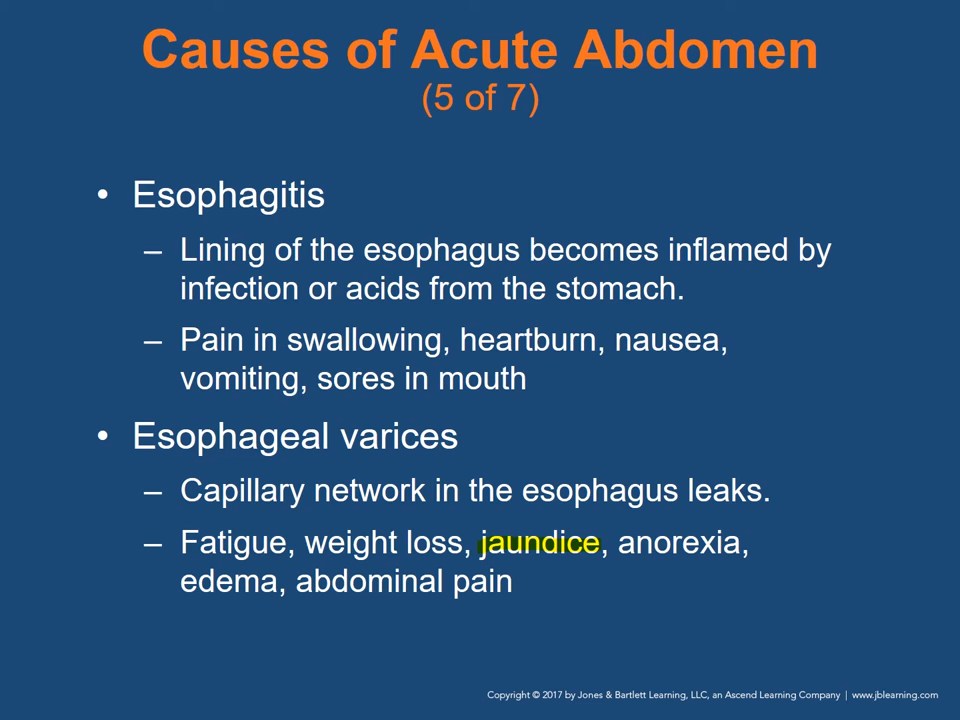 Causes of Acute Abdomen
(5 of 7)
• Esophagitis
– Lining of the esophagus becomes inflamed by
infection or acids from the stomach.
– Pain in swallowing, heartburn, nausea,
vomiting, sores in mouth
• Esophageal varices
– Capillary network in the esophagus leaks.
– Fatigue, weight loss, jaundice, anorexia,
edema, abdominal pain
Copyright © 2017 by Jones & Bartlett Learning, LLC, an Ascend Learning Company | www.jblearning.com